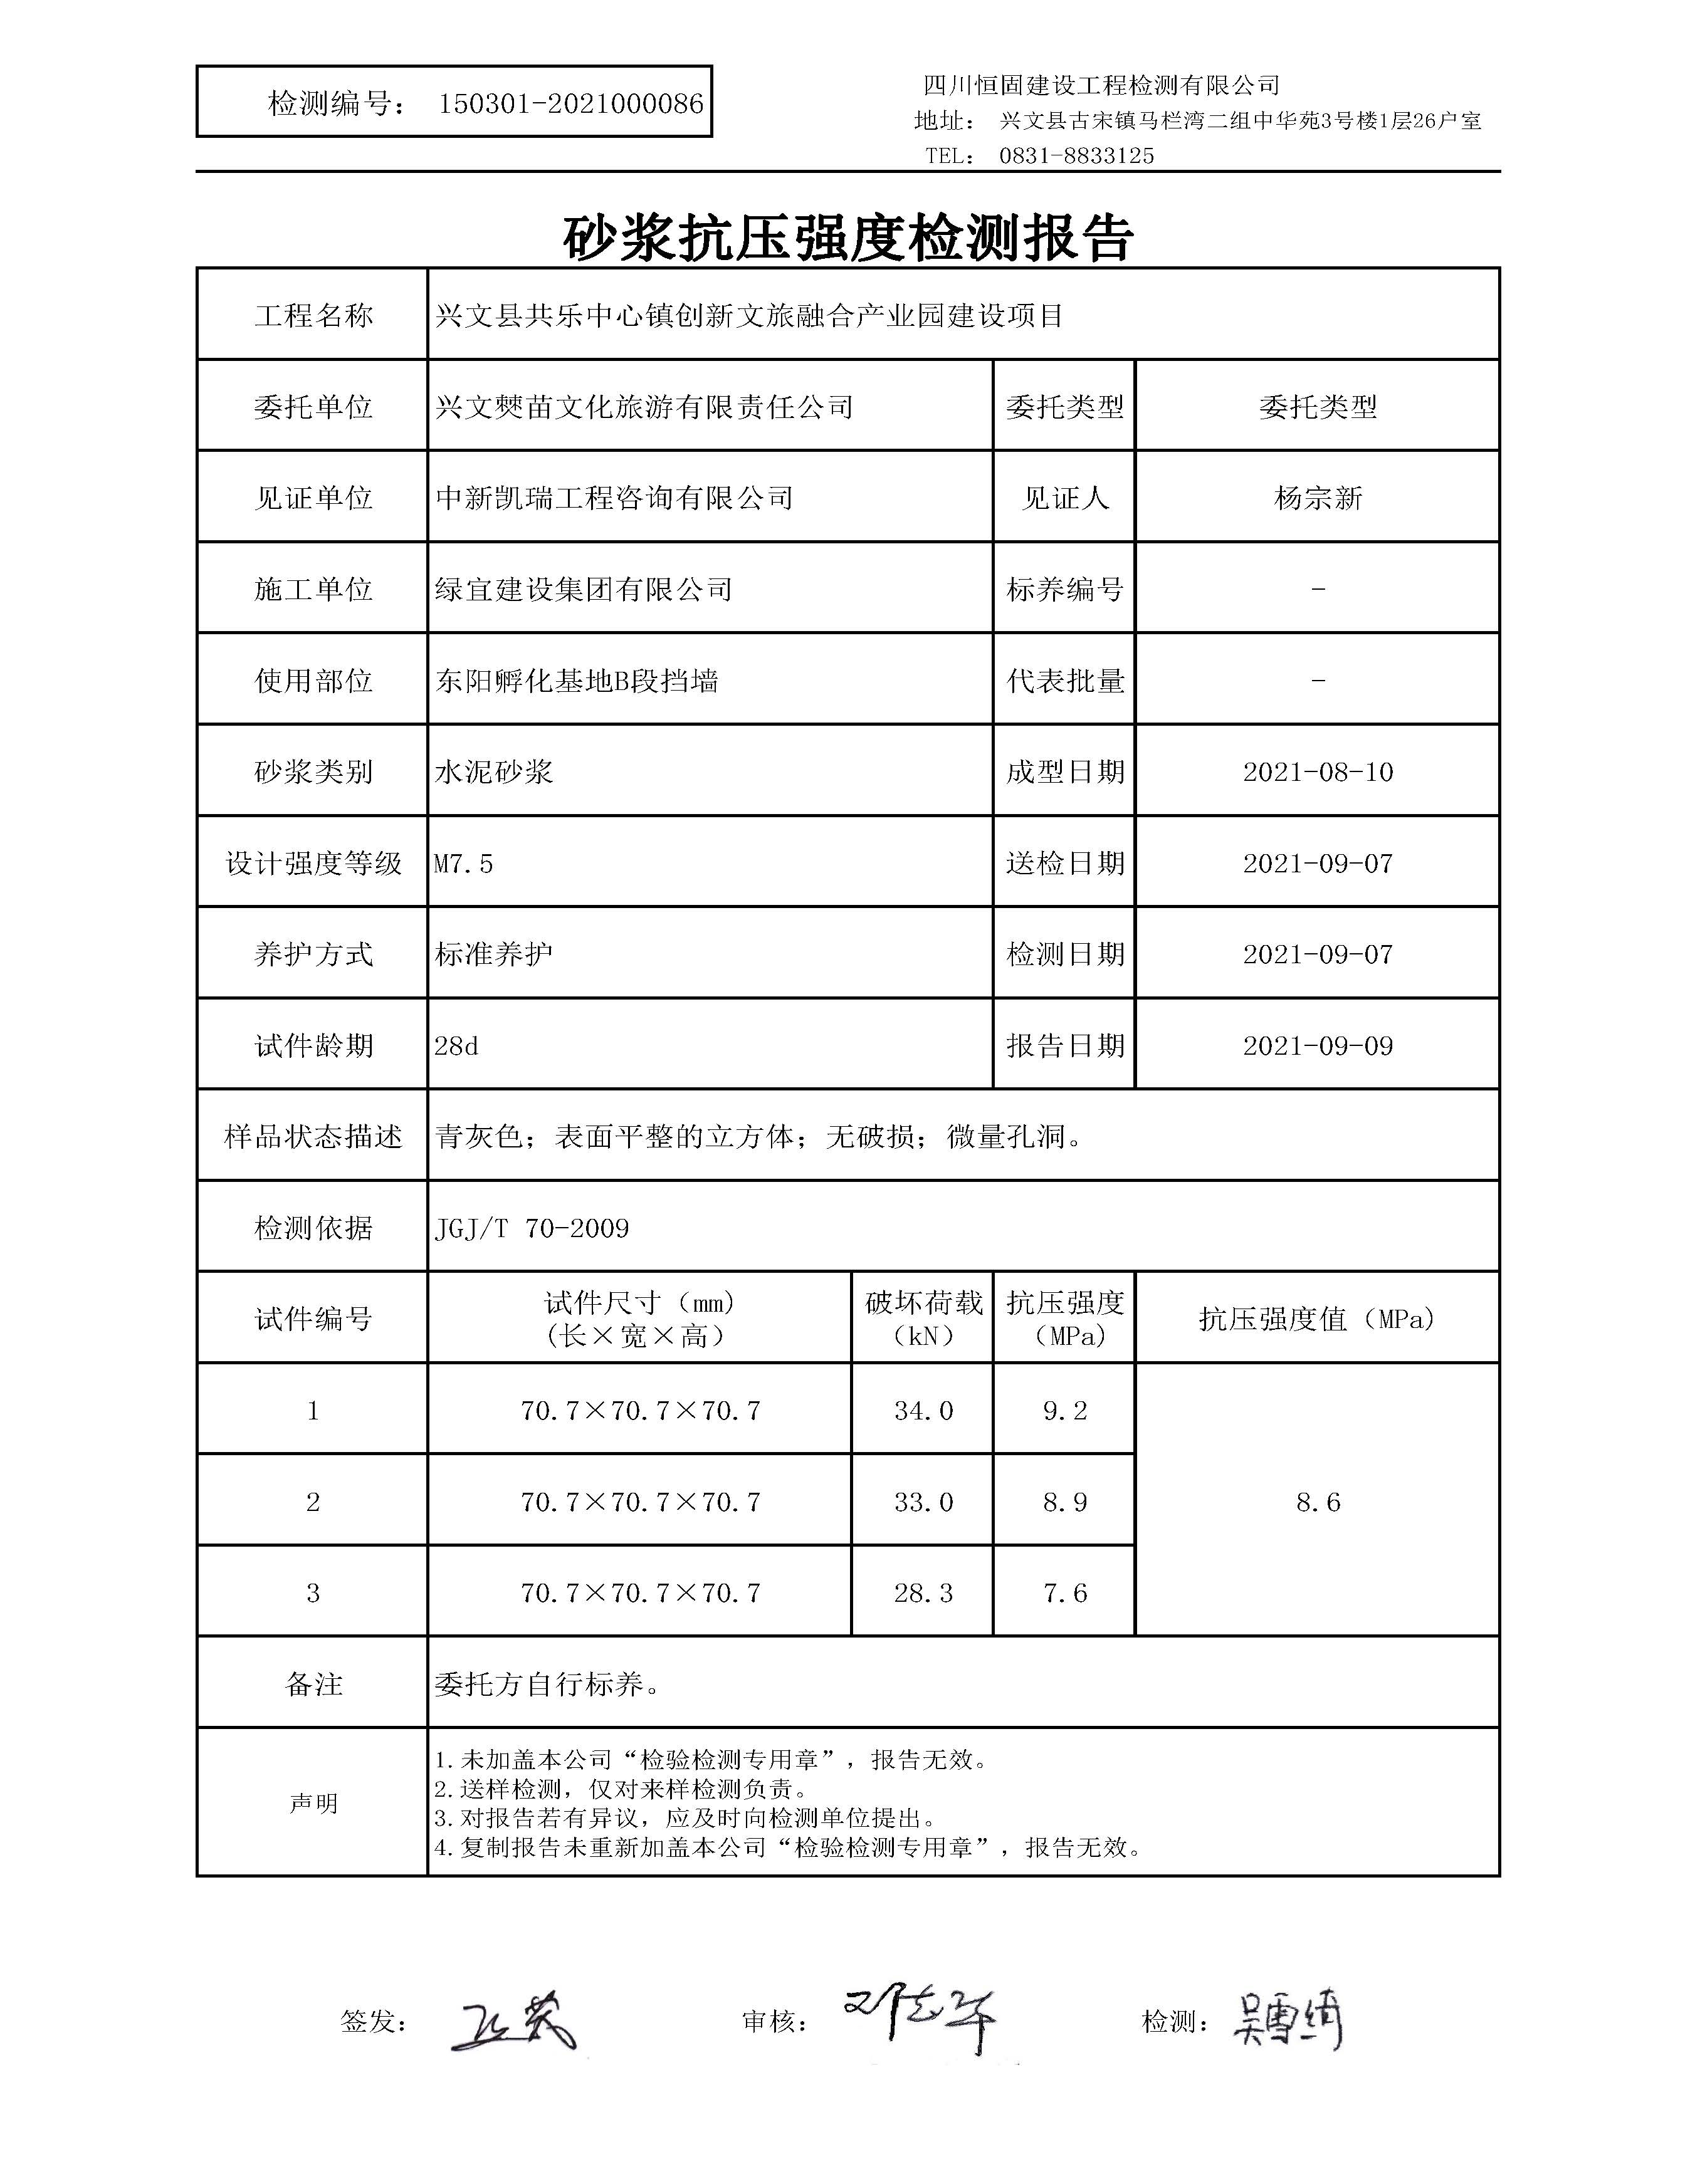 检测编号： 150301-2021000086
四川恒固建设工程检测有限公司
地址： 兴文县古宋镇马栏湾二组中华苑3号楼1层26户室
TEL： 0831-8833125
砂浆抗压强度检测报告
工程名称 兴文县共乐中心镇创新文旅融合产业园建设项目
委托单位 兴文僰苗文化旅游有限责任公司 委托类型 委托类型
见证单位 中新凯瑞工程咨询有限公司 见证人 杨宗新
施工单位 绿宜建设集团有限公司 标养编号 -
使用部位 东阳孵化基地B段挡墙 代表批量 -
砂浆类别 水泥砂浆 成型日期 2021-08-10
设计强度等级 M7.5 送检日期 2021-09-07
养护方式 标准养护 检测日期 2021-09-07
试件龄期 28d 报告日期 2021-09-09
样品状态描述 青灰色；表面平整的立方体；无破损；微量孔洞。
检测依据 JGJ/T 70-2009
试件编号 试件尺寸（mm) (长×宽×高） 破坏荷载（kN） 抗压强度（MPa) 抗压强度值（MPa)
1 70.7×70.7×70.7 34.0 9.2
2 70.7×70.7×70.7 33.0 8.9 8.6
3 70.7×70.7×70.7 28.3 7.6
备注 委托方自行标养。
声明
1.未加盖本公司“检验检测专用章”，报告无效。
2.送样检测，仅对来样检测负责。
3.对报告若有异议，应及时向检测单位提出。
4.复制报告未重新加盖本公司“检验检测专用章”，报告无效。
签发： 审核： 检测：吴雪绮